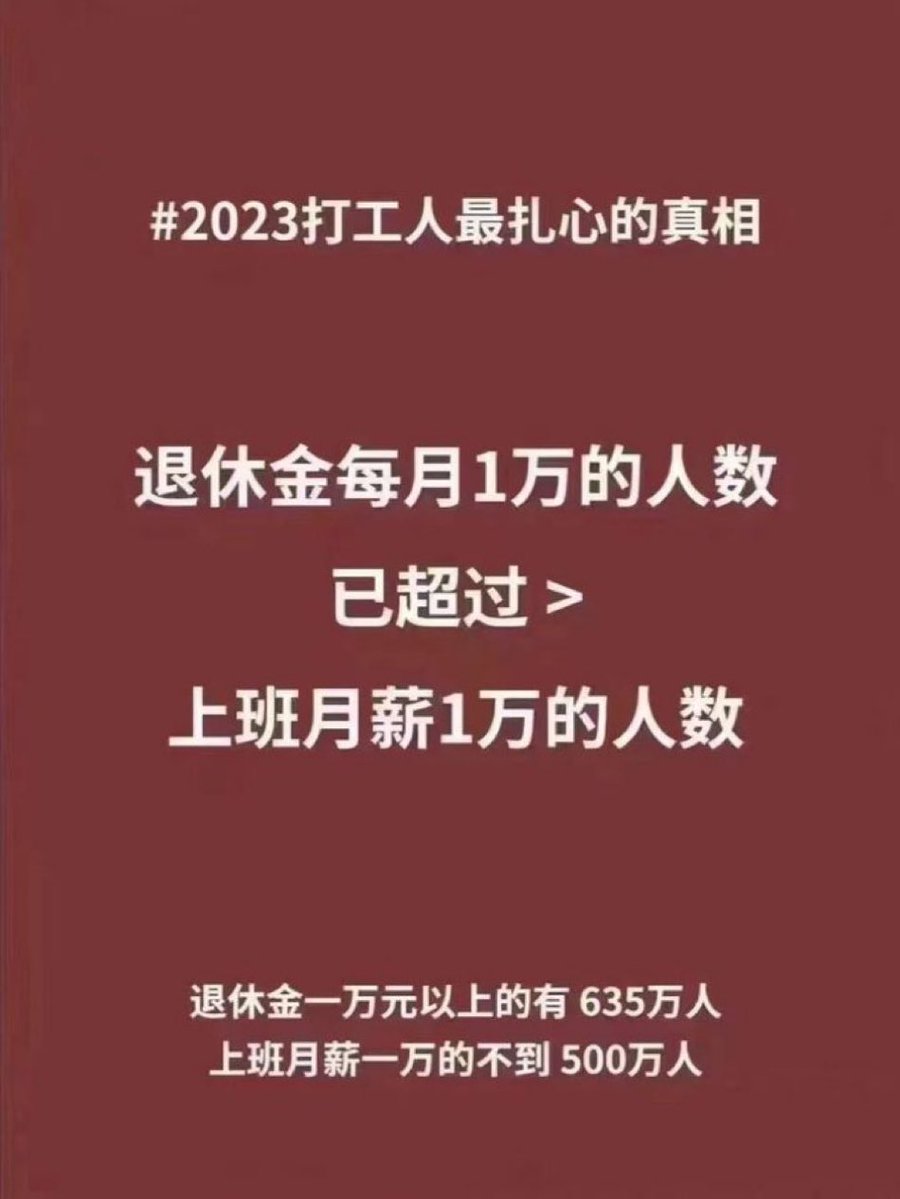 #2023打工人最扎心的真相
退休金每月1万的人数
已超过 >
上班月薪1万的人数
退休金一万元以上的有 635万人
上班月薪一万的不到 500万人